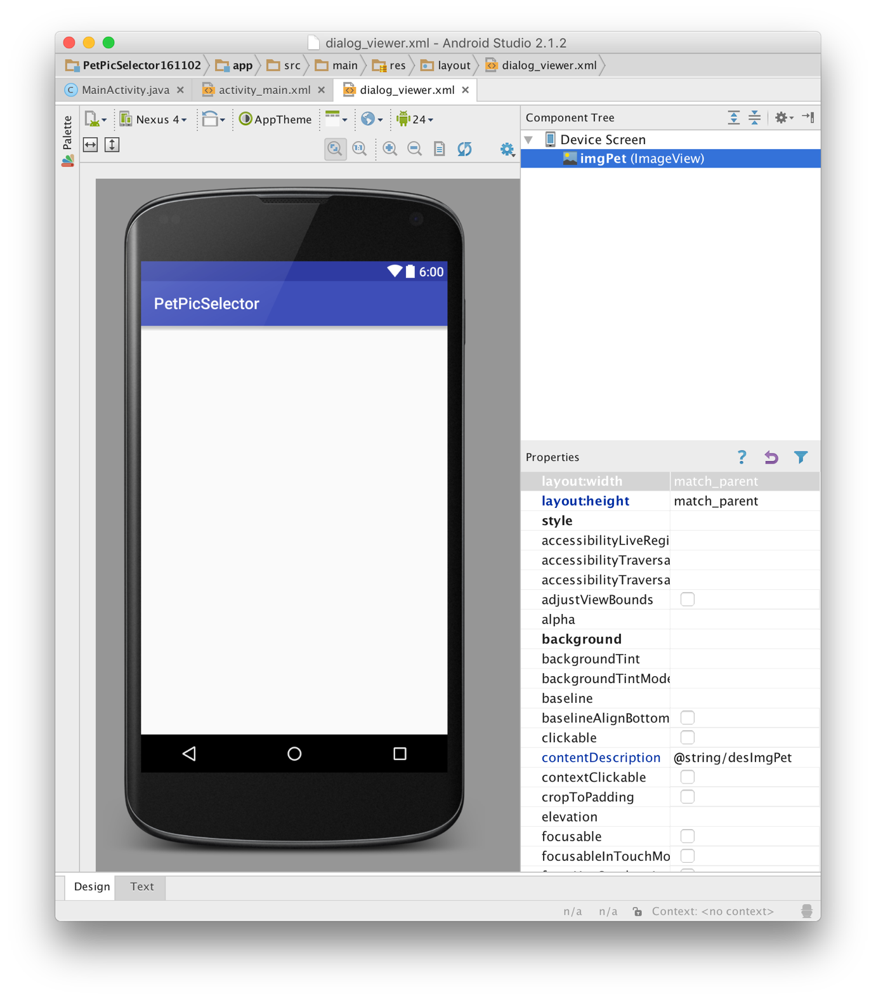 dialog_viewer.xml - Android Studio 2.1.2
PetPicSelector161102 app src main res layout dialog_viewer.xml
MainActivity.java activity_main.xml dialog_viewer.xml
Palette
Nexus 4 AppTheme 24
1:1
Component Tree
Device Screen
imgPet (ImageView)
6:00
PetPicSelector
Properties ?
layout:width match_parent
layout:height match_parent
style
accessibilityLiveRegi
accessibilityTraversa
accessibilityTraversa
adjustViewBounds
alpha
background
backgroundTint
backgroundTintMode
baseline
baselineAlignBottom
clickable
contentDescription @string/desImgPet
contextClickable
cropToPadding
elevation
focusable
focusableInTouchMo
Design Text
n/a n/a Context: <no context>